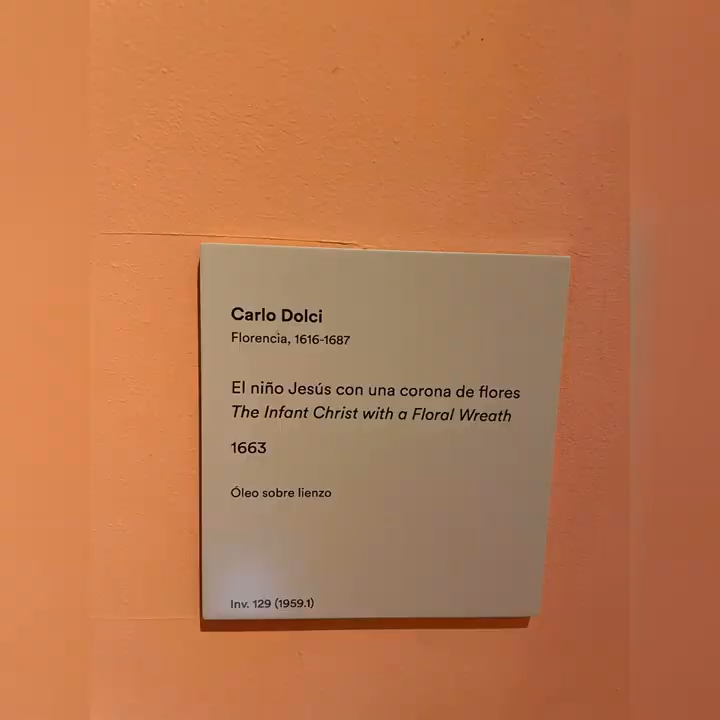 Carlo Dolci
Florencia, 1616-1687
El niño Jesús con una corona de flores
The Infant Christ with a Floral Wreath
1663
Óleo sobre lienzo
Inv. 129 (1959.1)